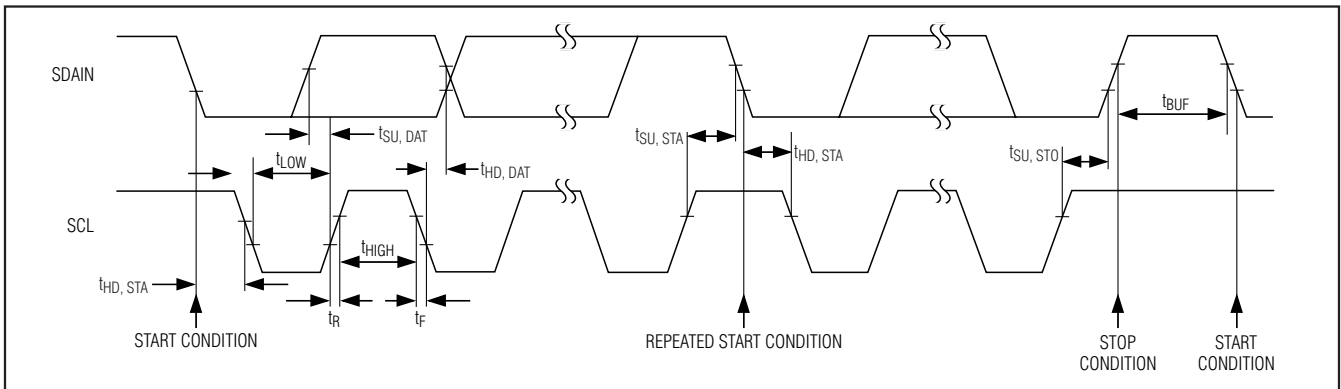 SDAIN
tBUF
tSU, DAT
tSU, STA
tLOW
tHD, STA
tSU, STO
tHD, DAT
SCL
tHIGH
tHD, STA
tR
tF
START CONDITION
REPEATED START CONDITION
STOP
CONDITION
START
CONDITION